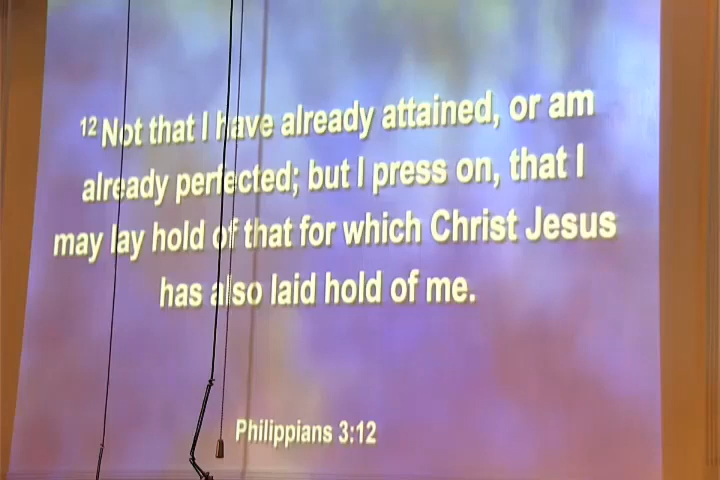 12 Not that I have already attained, or am
already perfected; but I press on, that I
may lay hold of that for which Christ Jesus
has also laid hold of me.
Philippians 3:12